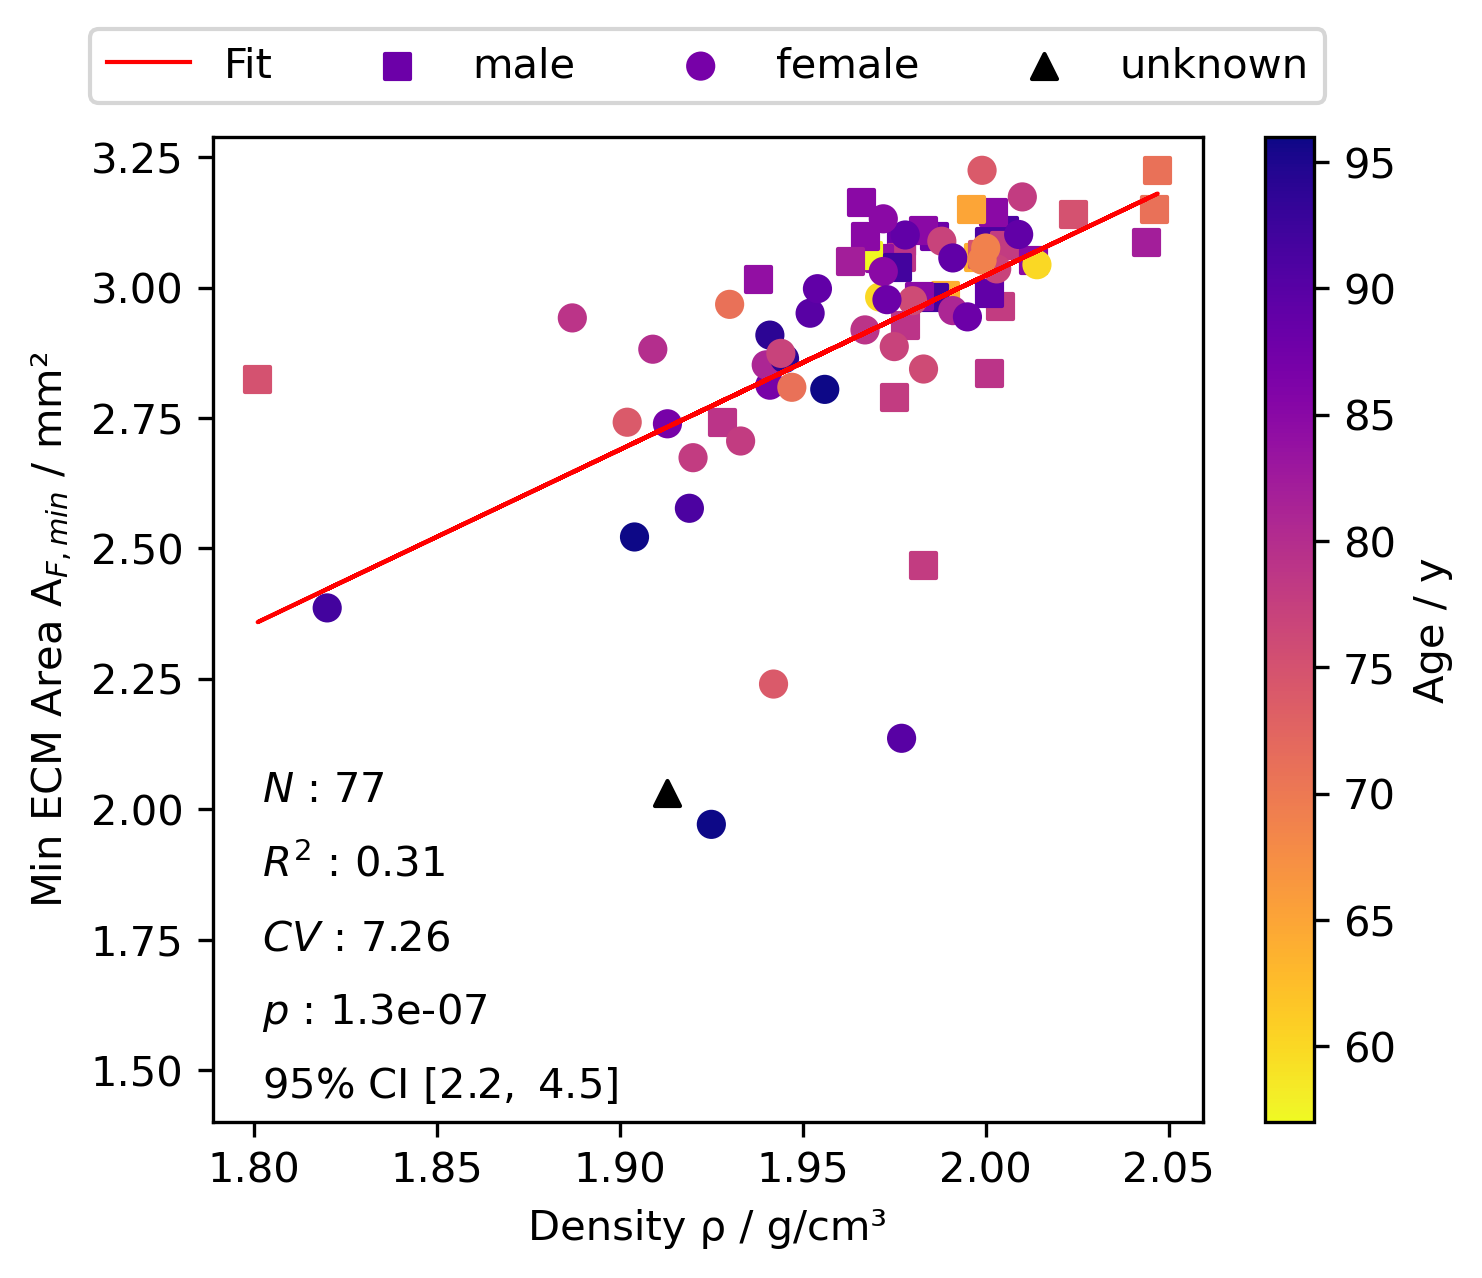 Fit male female unknown
3.25
3.00
2.75
2.50
2.25
2.00
1.75
1.50
Min ECM Area A_{F,min} / mm²
N : 77
R² : 0.31
CV : 7.26
p : 1.3e-07
95% CI [2.2, 4.5]
1.80 1.85 1.90 1.95 2.00 2.05
Density ρ / g/cm³
95
90
85
80
75
70
65
60
Age / y